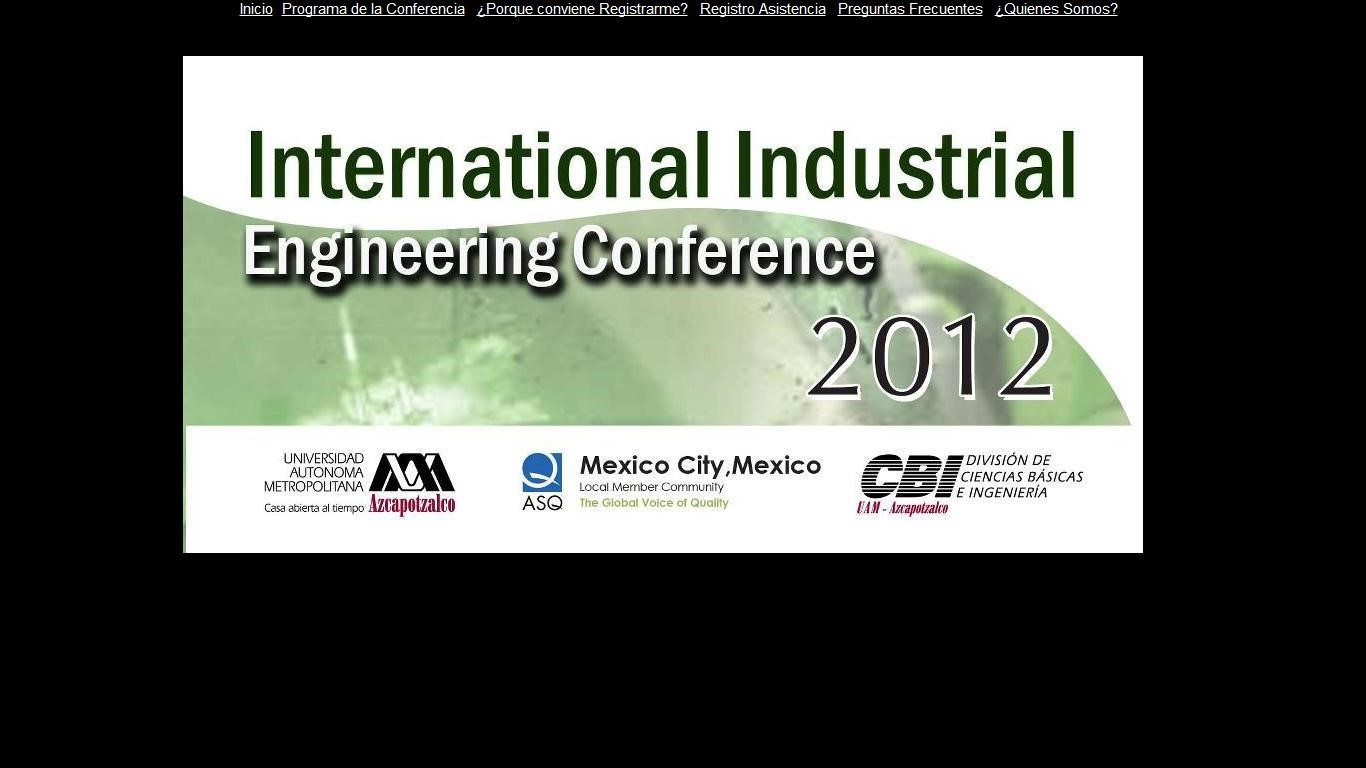 Inicio Programa de la Conferencia ¿Porque conviene Registrarme? Registro Asistencia Preguntas Frecuentes ¿Quienes Somos?
International Industrial
Engineering Conference
2012
UNIVERSIDAD
AUTONOMA
METROPOLITANA
Casa abierta al tiempo Azcapotzalco
ASQ
Mexico City,Mexico
Local Member Community
The Global Voice of Quality
CBI
DIVISIÓN DE
CIENCIAS BÁSICAS
E INGENIERÍA
UAM - Azcapotzalco